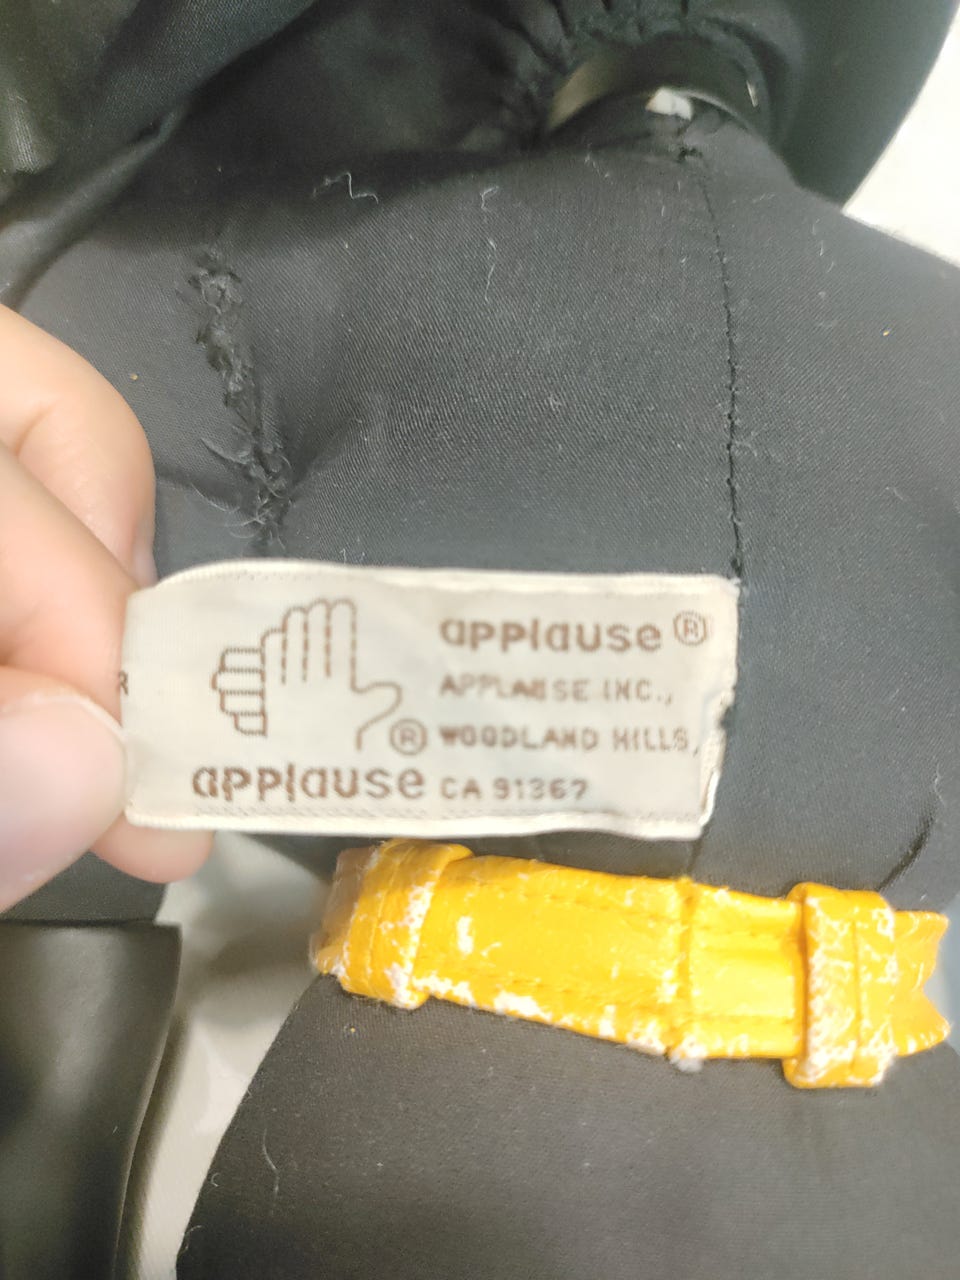 R
applause ®
APPLAUSE INC.,
® WOODLAND HILLS,
applause CA 91367